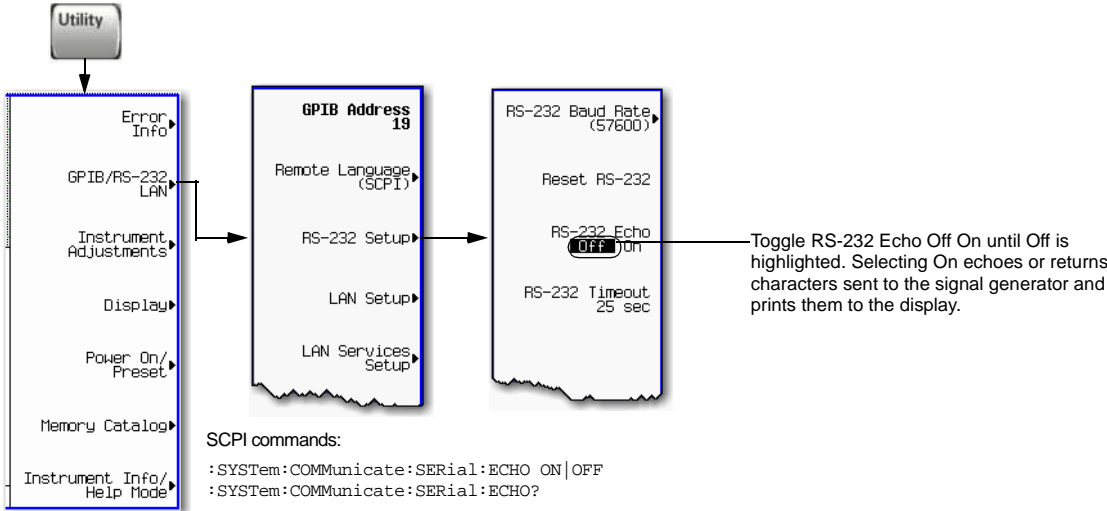 Utility
Error
Info
GPIB/RS-232
LAN
Instrument
Adjustments
Display
Power On/
Preset
Memory Catalog
Instrument Info/
Help Mode
GPIB Address
19
Remote Language
(SCPI)
RS-232 Setup
LAN Setup
LAN Services
Setup
RS-232 Baud Rate
(57600)
Reset RS-232
RS-232 Echo
Off On
RS-232 Timeout
25 sec
Toggle RS-232 Echo Off On until Off is
highlighted. Selecting On echoes or returns
characters sent to the signal generator and
prints them to the display.
SCPI commands:
:SYSTem:COMMunicate:SERial:ECHO ON|OFF
:SYSTem:COMMunicate:SERial:ECHO?